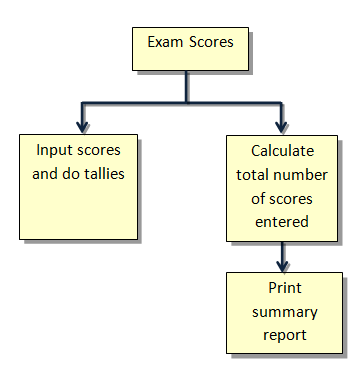 Exam Scores
Input scores
and do tallies
Calculate
total number
of scores
entered
Print
summary
report